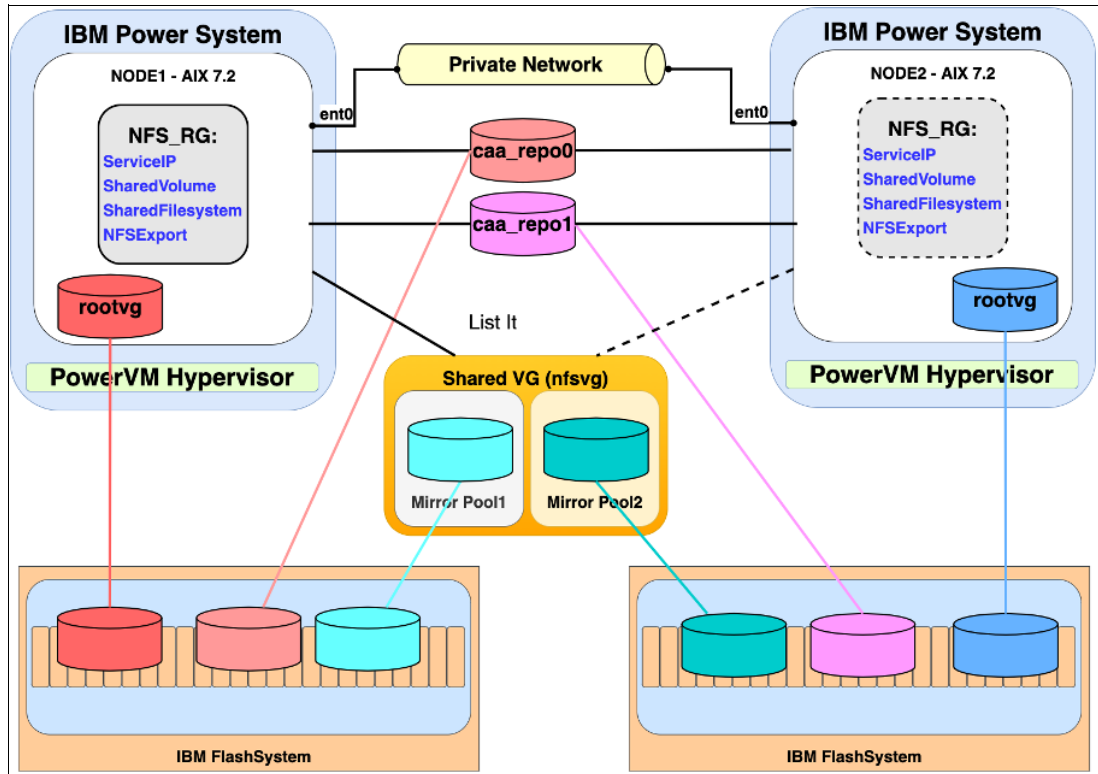 IBM Power System
NODE1 - AIX 7.2
NFS_RG:
ServiceIP
SharedVolume
SharedFilesystem
NFSExport
rootvg
PowerVM Hypervisor
ent0
Private Network
ent0
caa_repo0
caa_repo1
List It
Shared VG (nfsvg)
Mirror Pool1
Mirror Pool2
IBM Power System
NODE2 - AIX 7.2
NFS_RG:
ServiceIP
SharedVolume
SharedFilesystem
NFSExport
rootvg
PowerVM Hypervisor
IBM FlashSystem
IBM FlashSystem